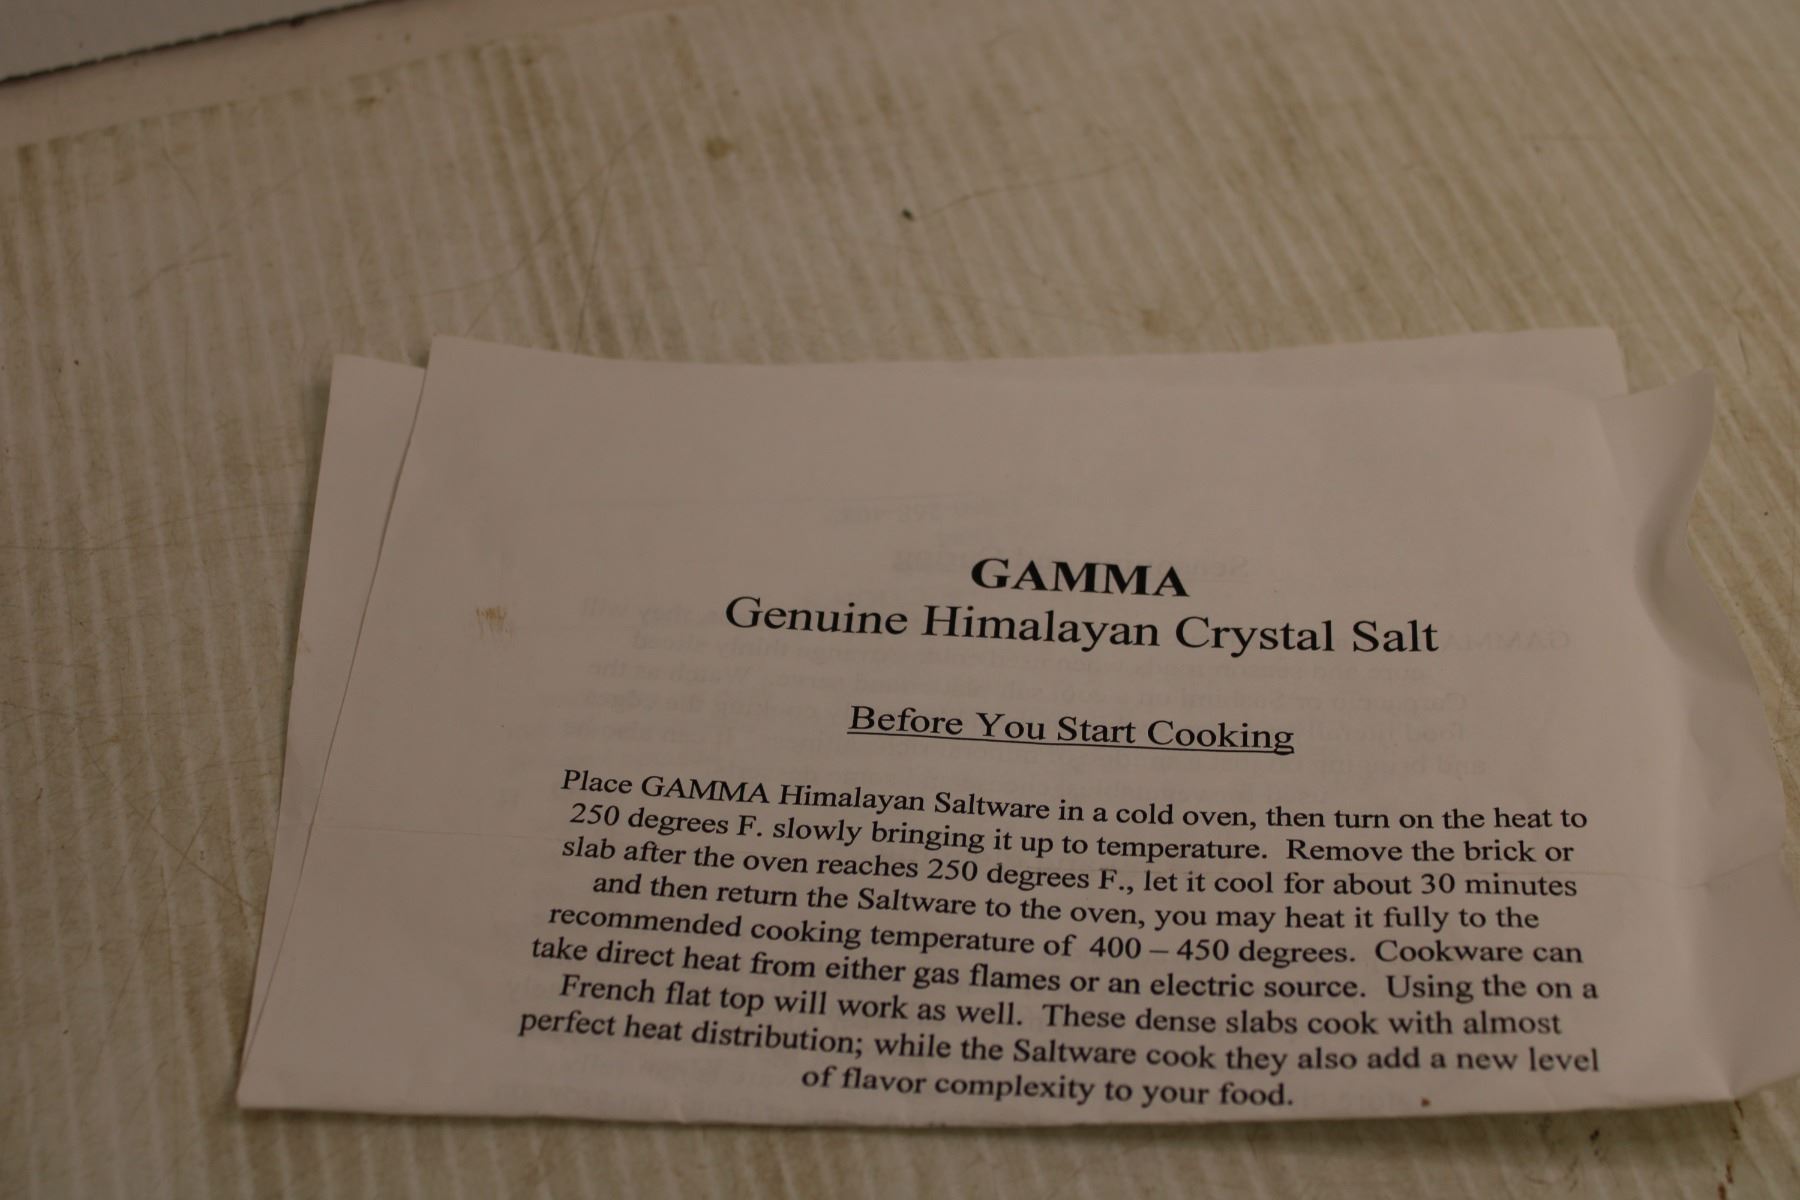 GAMMA
Genuine Himalayan Crystal Salt
Before You Start Cooking
Place GAMMA Himalayan Saltware in a cold oven, then turn on the heat to
250 degrees F. slowly bringing it up to temperature. Remove the brick or
slab after the oven reaches 250 degrees F., let it cool for about 30 minutes
and then return the Saltware to the oven, you may heat it fully to the
recommended cooking temperature of 400 – 450 degrees. Cookware can
take direct heat from either gas flames or an electric source. Using the on a
French flat top will work as well. These dense slabs cook with almost
perfect heat distribution; while the Saltware cook they also add a new level
of flavor complexity to your food.